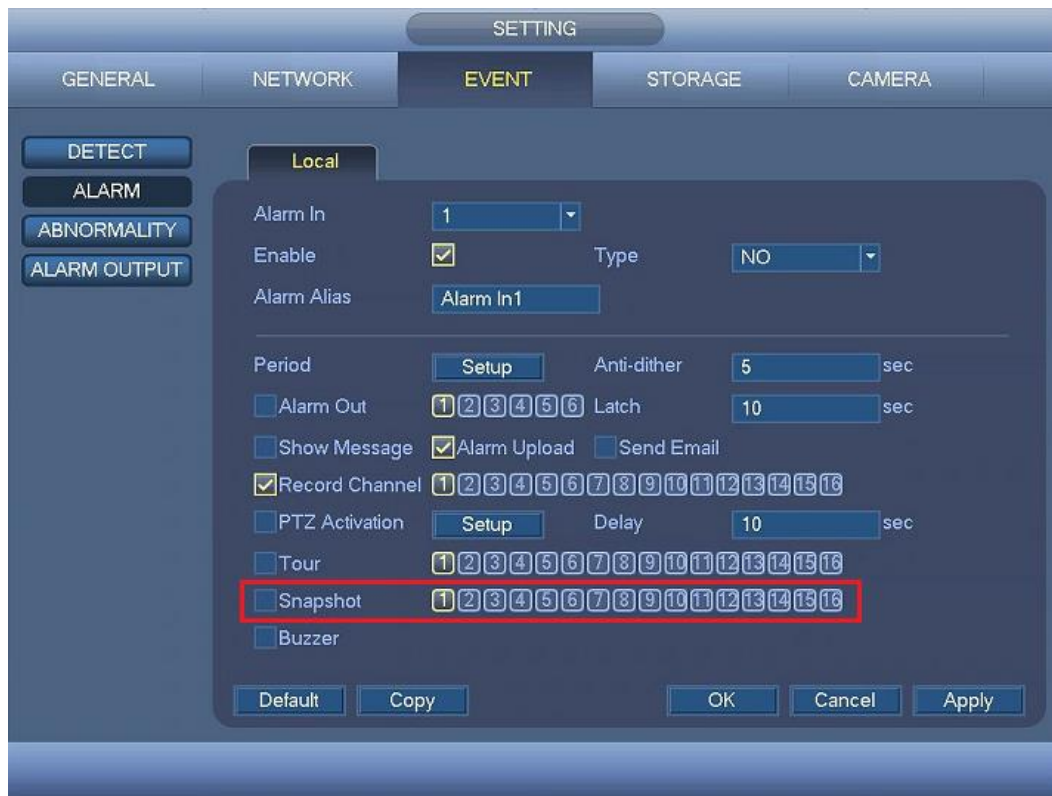 SETTING
GENERAL NETWORK EVENT STORAGE CAMERA
DETECT
ALARM
ABNORMALITY
ALARM OUTPUT
Local
Alarm In 1
Enable Type NO
Alarm Alias Alarm In1
Period Setup Anti-dither 5 sec
Alarm Out 1 2 3 4 5 6 Latch 10 sec
Show Message Alarm Upload Send Email
Record Channel 1 2 3 4 5 6 7 8 9 10 11 12 13 14 15 16
PTZ Activation Setup Delay 10 sec
Tour 1 2 3 4 5 6 7 8 9 10 11 12 13 14 15 16
Snapshot 1 2 3 4 5 6 7 8 9 10 11 12 13 14 15 16
Buzzer
Default Copy OK Cancel Apply